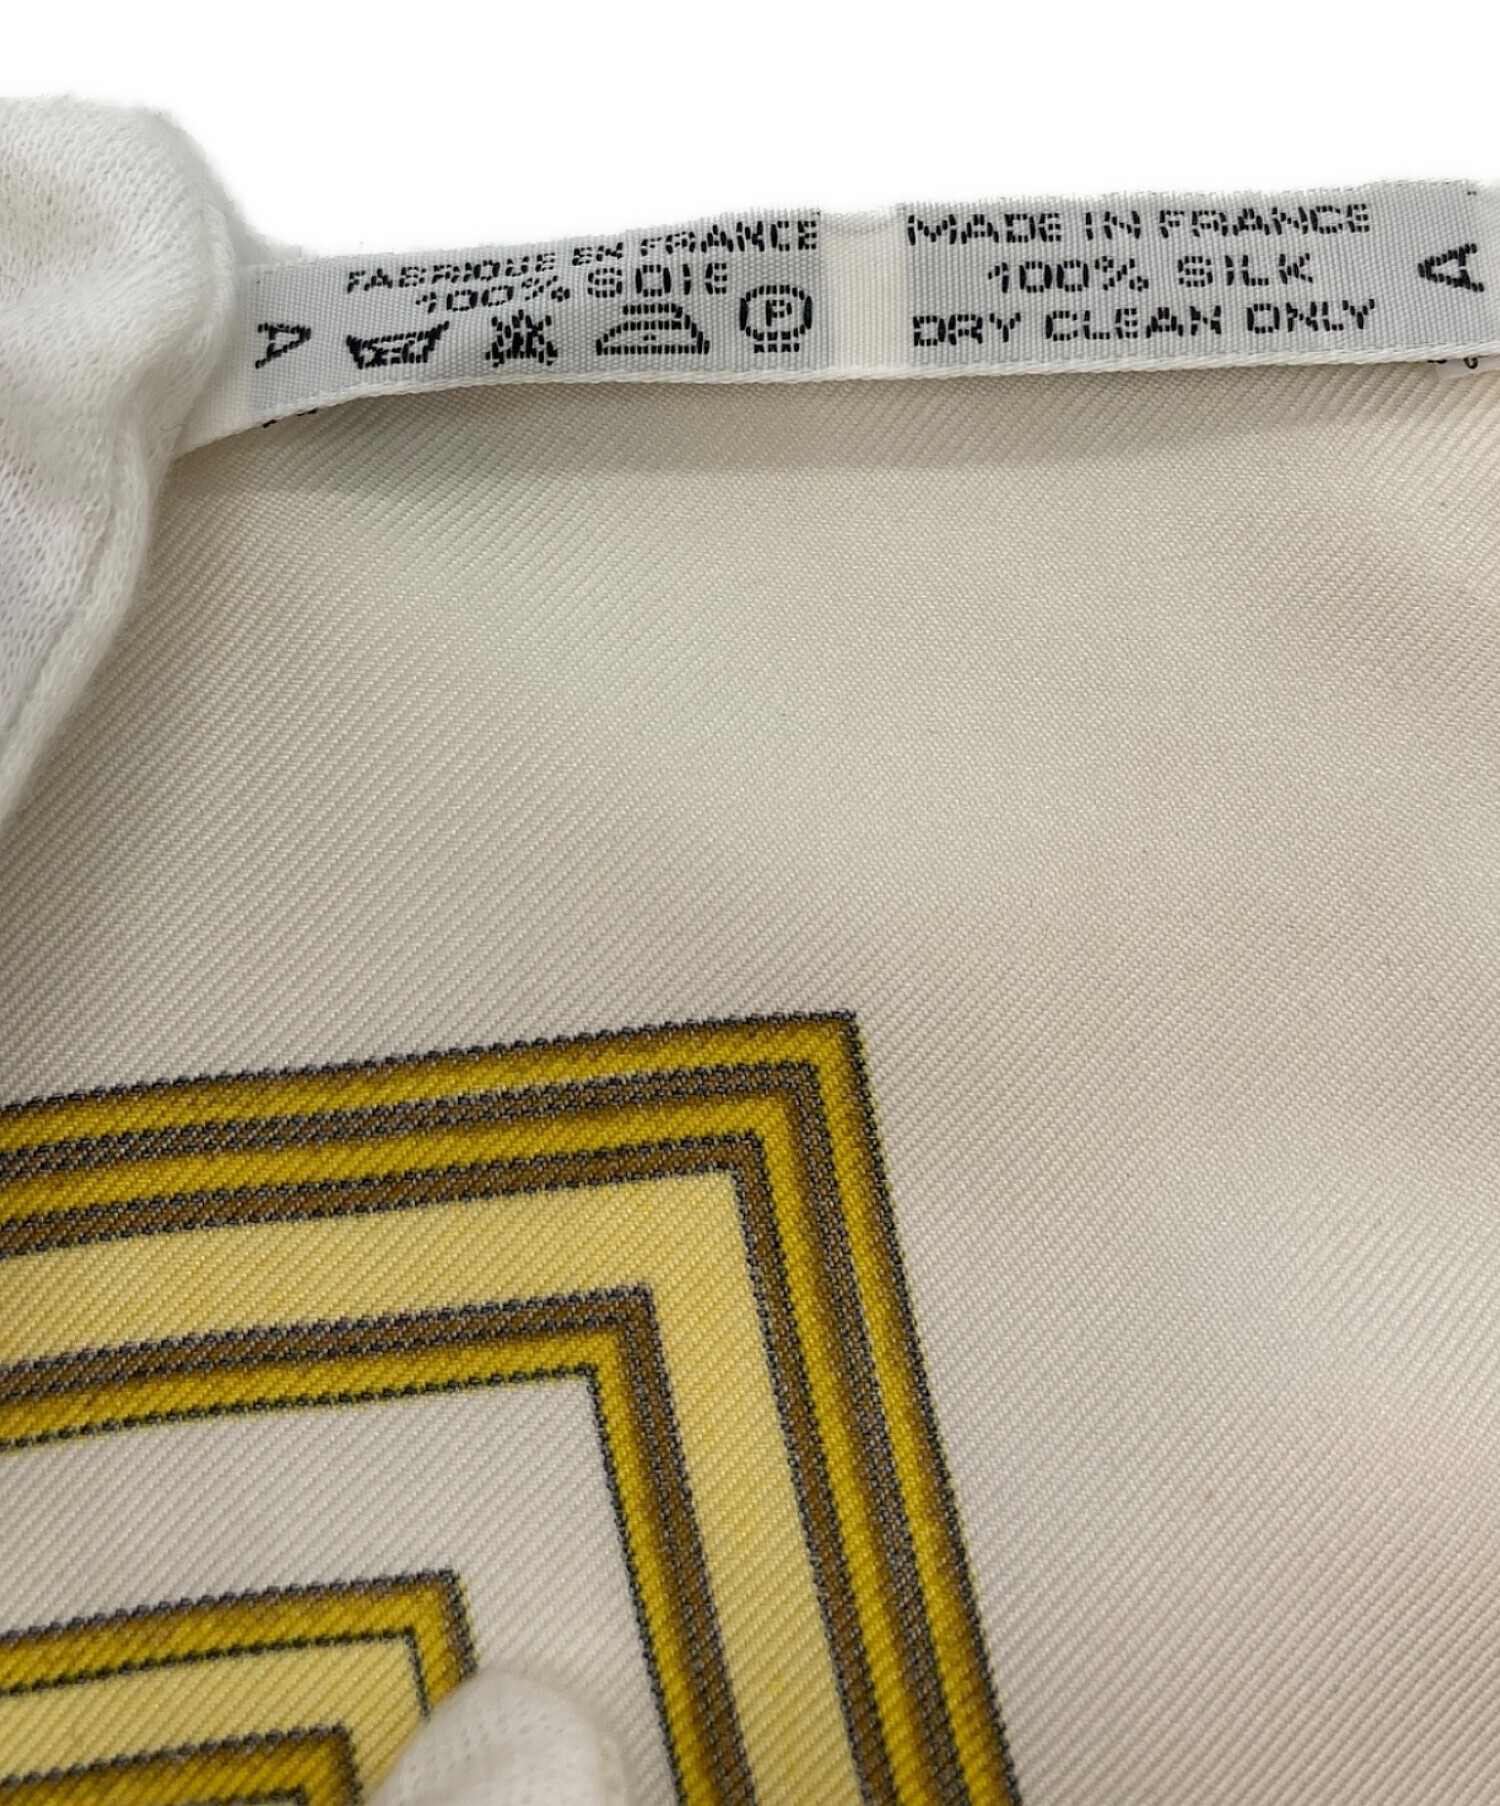 FABRIQUE EN FRANCE
100% SOIE
A
P
MADE IN FRANCE
100% SILK
DRY CLEAN ONLY
A